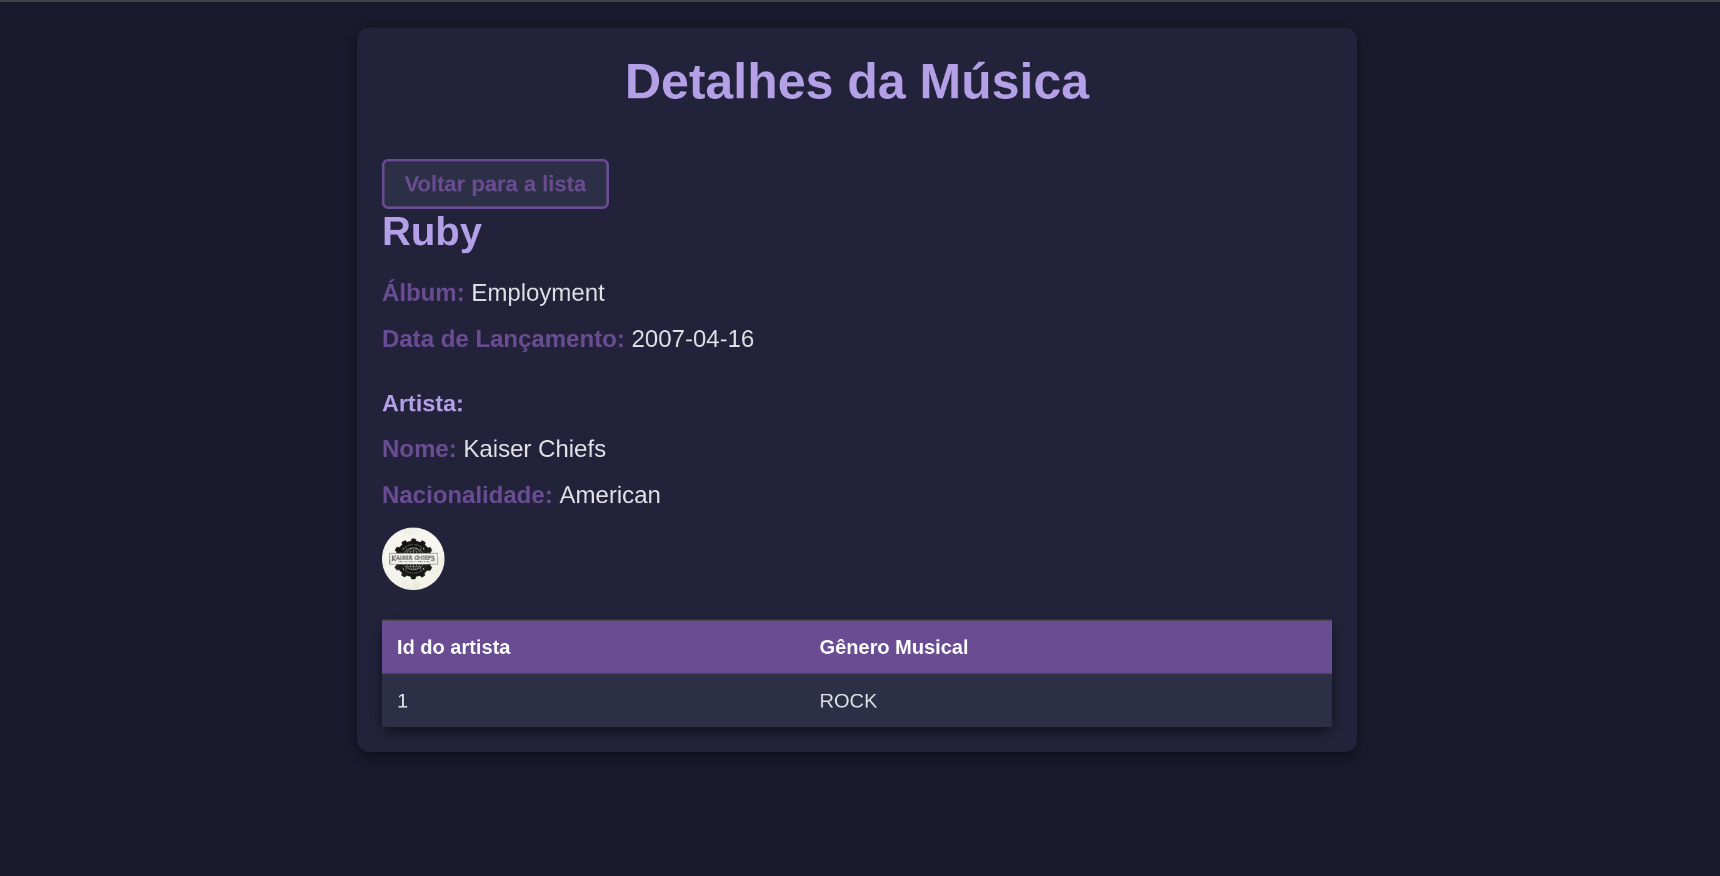 Detalhes da Música
Voltar para a lista
Ruby
Álbum: Employment
Data de Lançamento: 2007-04-16
Artista:
Nome: Kaiser Chiefs
Nacionalidade: American
KAISER CHIEFS
Id do artista Gênero Musical
1 ROCK